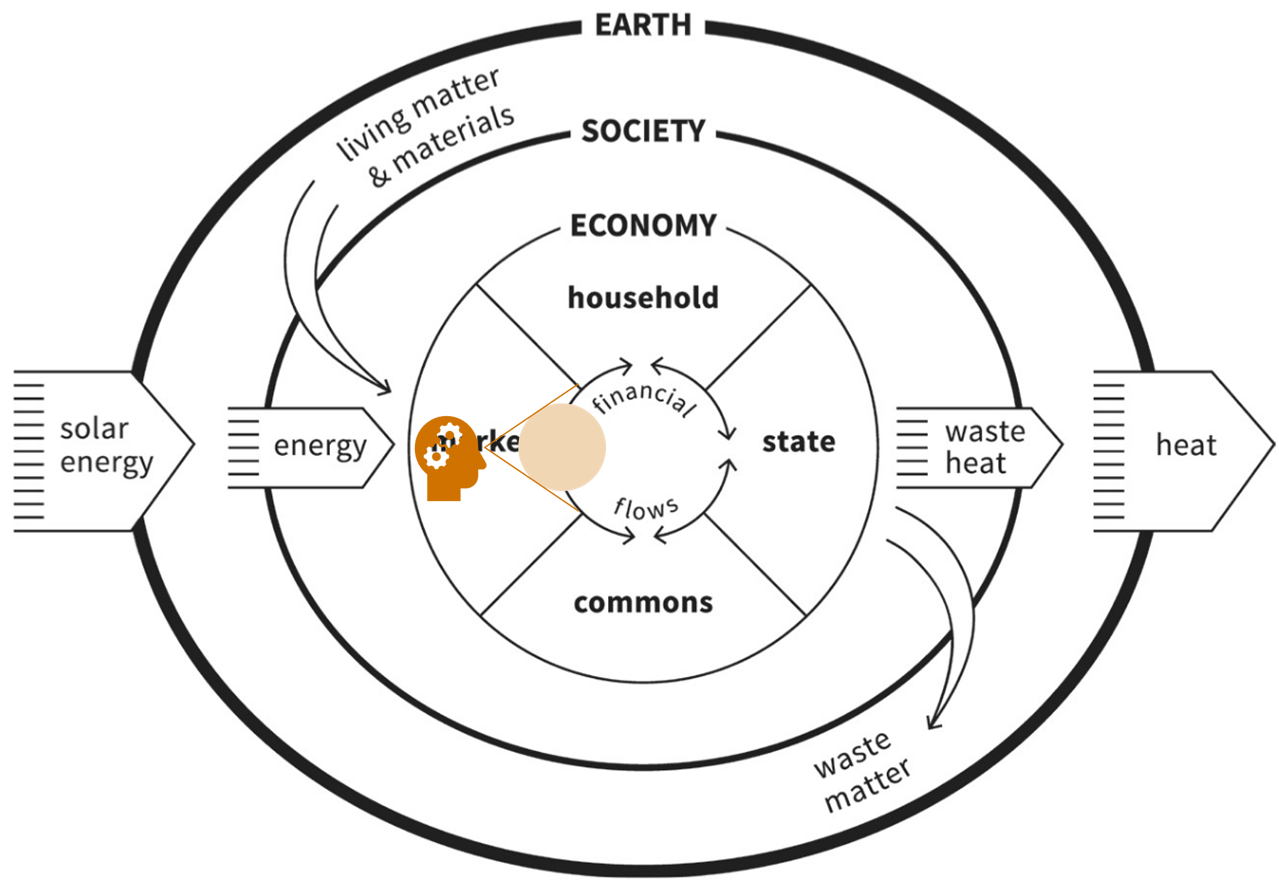 EARTH
living matter
& materials
SOCIETY
ECONOMY
household
financial
solar
energy
energy
state
waste
heat
heat
flows
commons
waste
matter